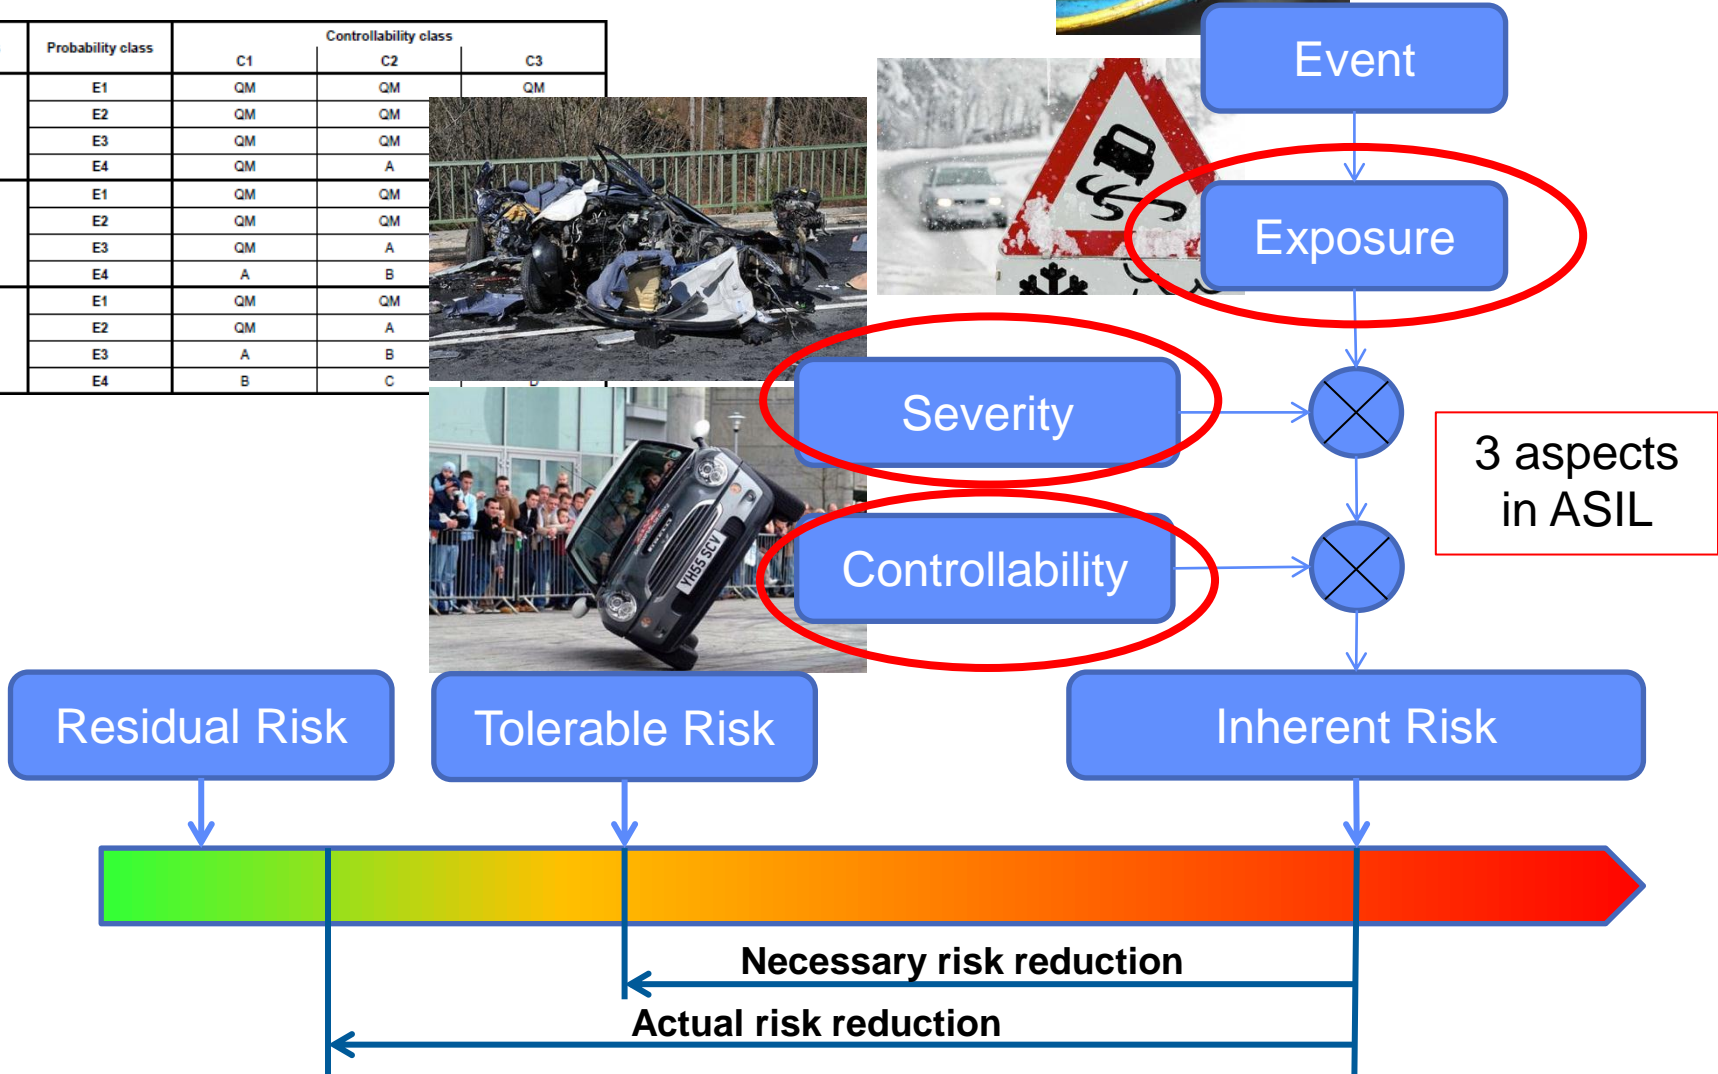 Probability class
Controllability class
C1 C2 C3
E1 QM QM QM
E2 QM QM
E3 QM QM
E4 QM A
E1 QM QM
E2 QM QM
E3 QM A
E4 A B
E1 QM QM
E2 QM A
E3 A B
E4 B C
Event
Exposure
Severity
Controllability
3 aspects
in ASIL
YH55 SCV
Residual Risk
Tolerable Risk
Inherent Risk
Necessary risk reduction
Actual risk reduction